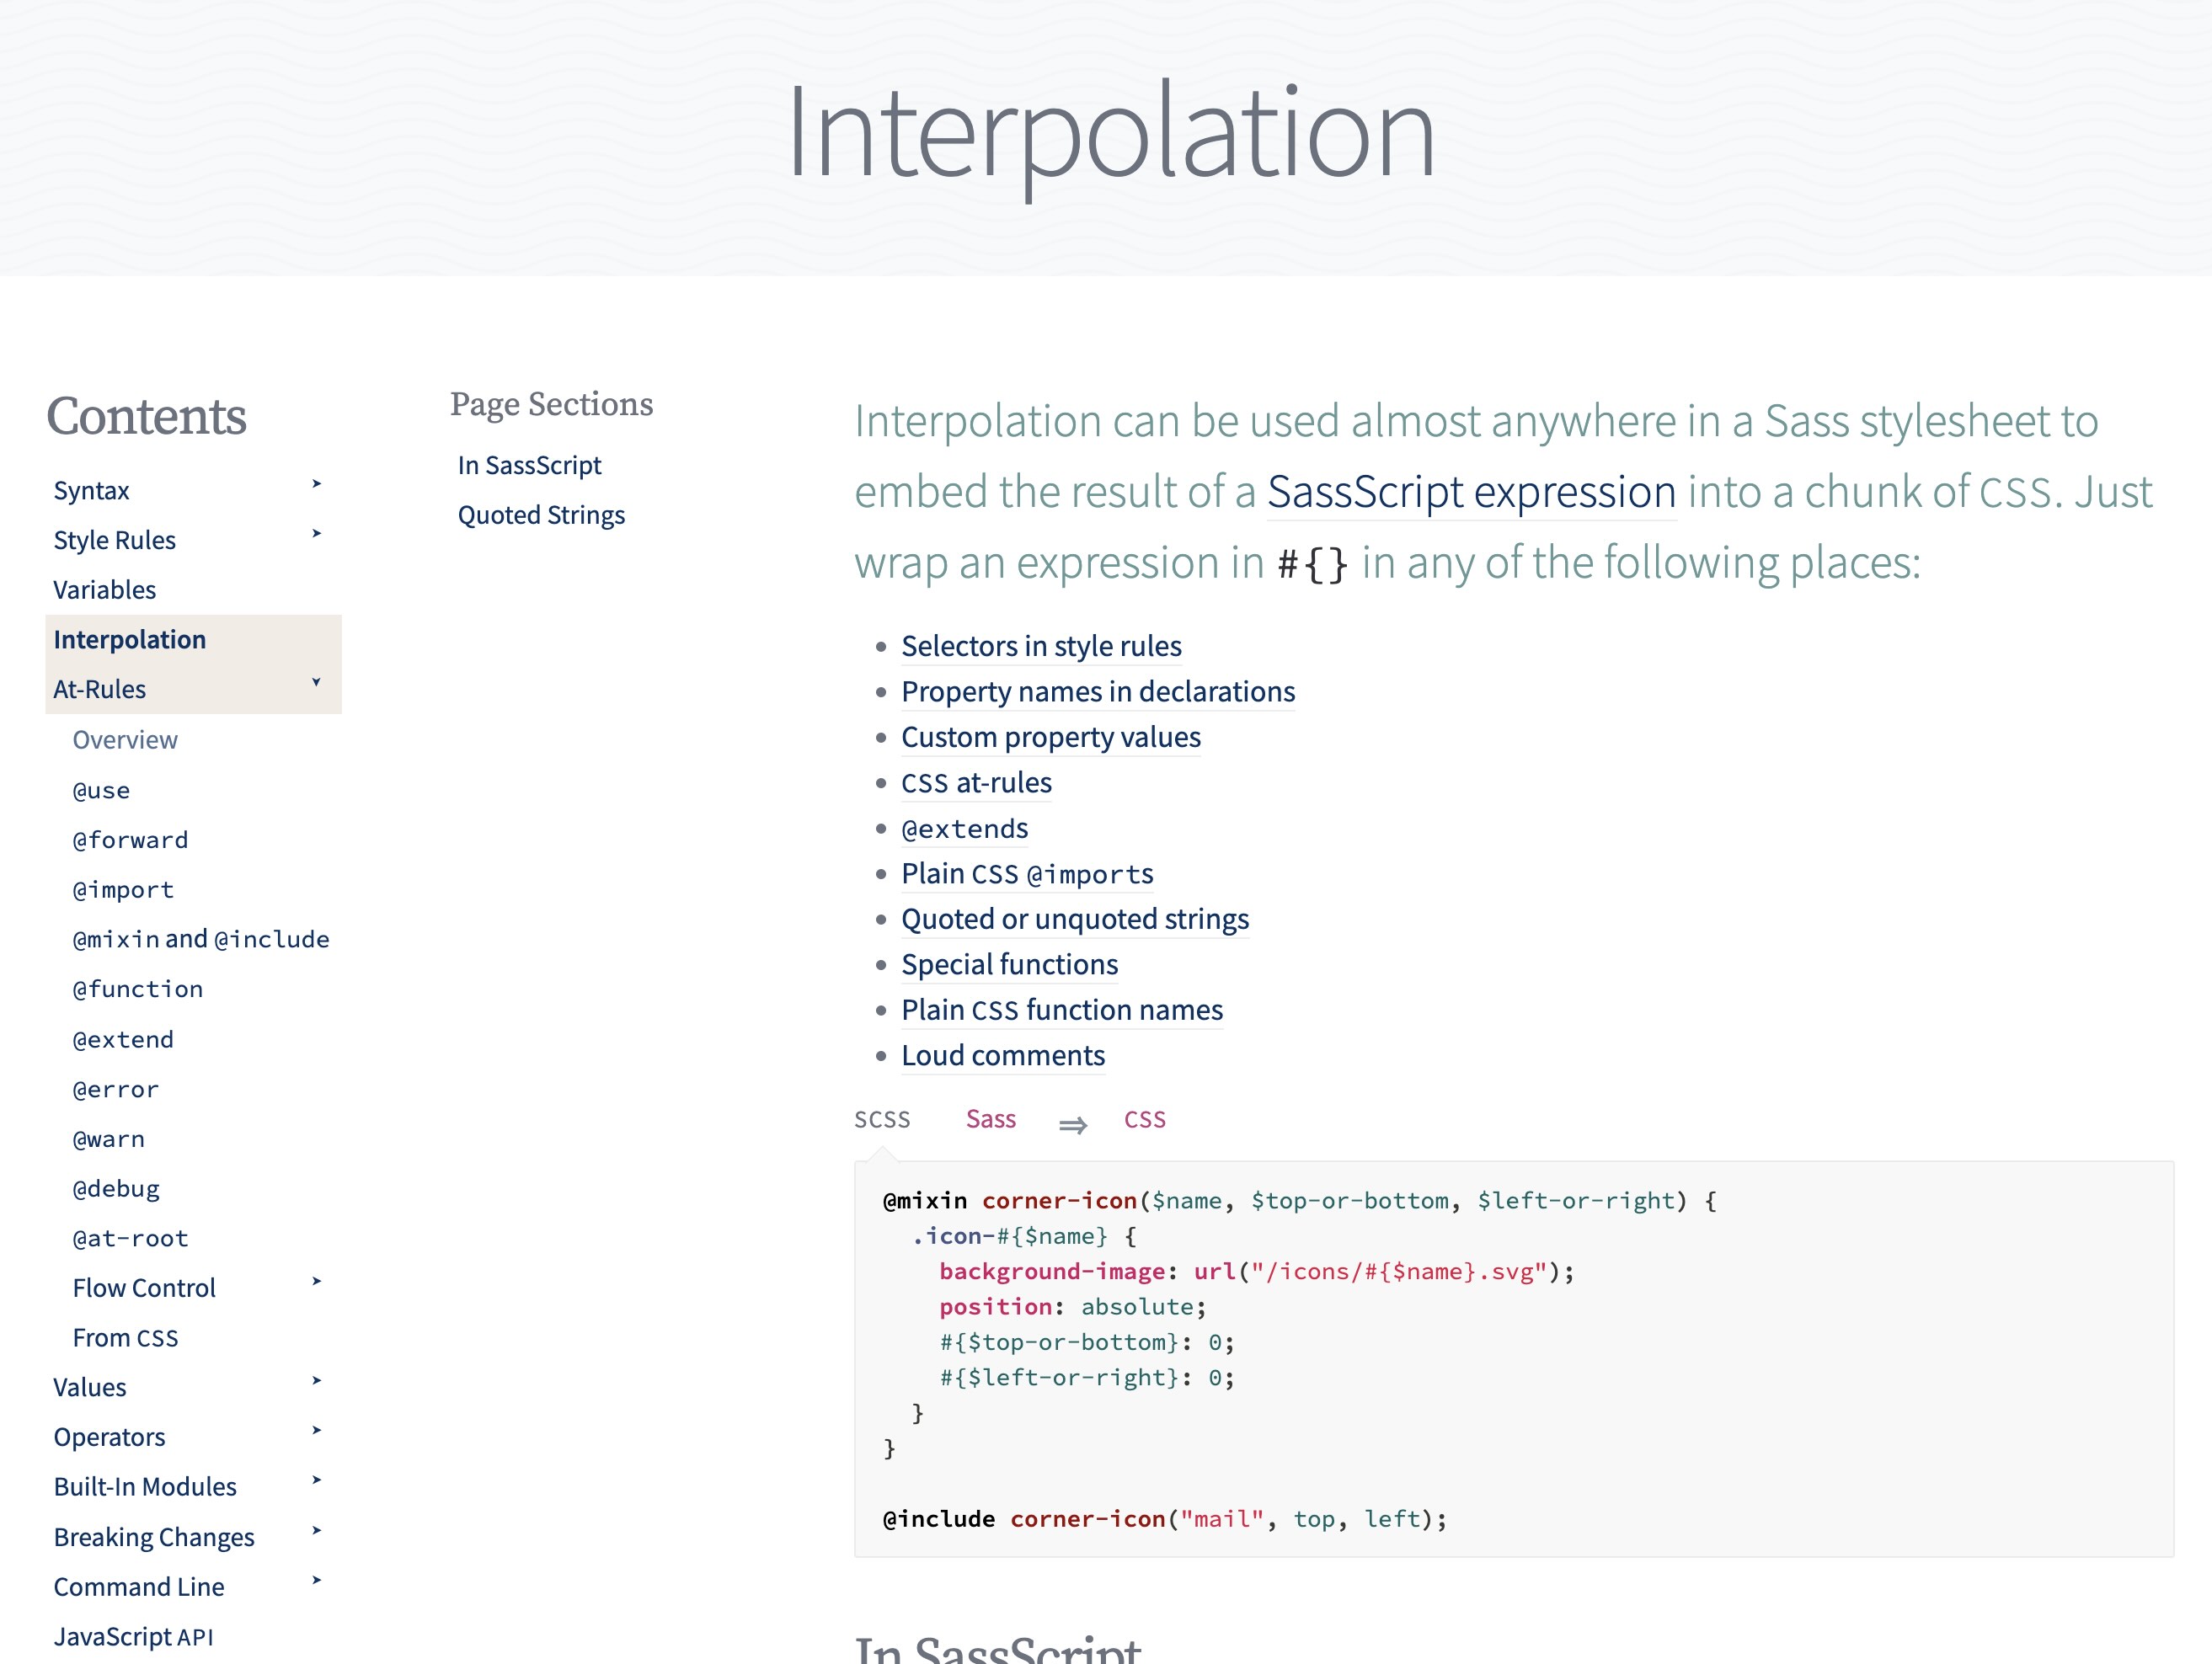 Interpolation
Contents
Syntax
Style Rules
Variables
Interpolation
At-Rules
Overview
@use
@forward
@import
@mixin and @include
@function
@extend
@error
@warn
@debug
@at-root
Flow Control
From CSS
Values
Operators
Built-In Modules
Breaking Changes
Command Line
JavaScript API
Page Sections
In SassScript
Quoted Strings
Interpolation can be used almost anywhere in a Sass stylesheet to
embed the result of a SassScript expression into a chunk of CSS. Just
wrap an expression in #{} in any of the following places:
Selectors in style rules
Property names in declarations
Custom property values
CSS at-rules
@extends
Plain CSS @imports
Quoted or unquoted strings
Special functions
Plain CSS function names
Loud comments
SCSS Sass ⇒ CSS
@mixin corner-icon($name, $top-or-bottom, $left-or-right) {
  .icon-#{$name} {
    background-image: url("/icons/#{$name}.svg");
    position: absolute;
    #{$top-or-bottom}: 0;
    #{$left-or-right}: 0;
  }
}
@include corner-icon("mail", top, left);
In SassScript